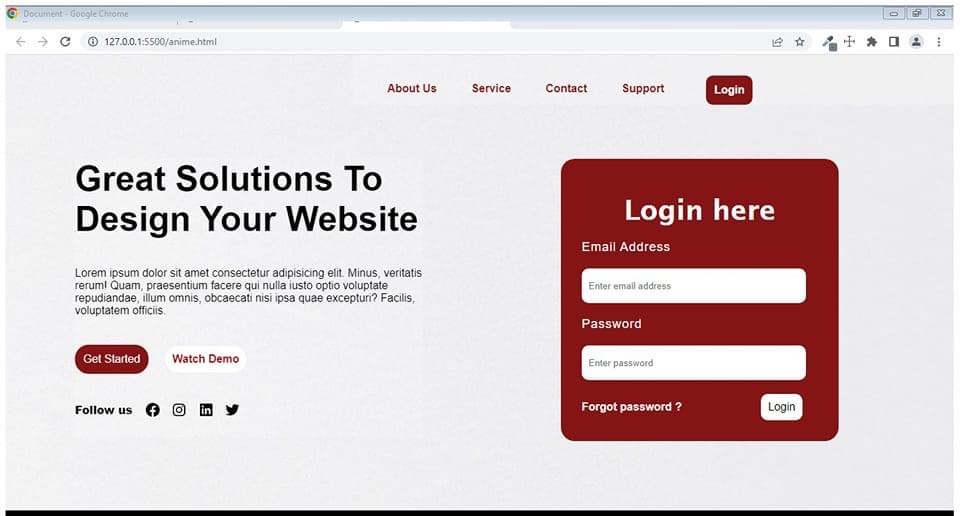 Document - Google Chrome
127.0.0.1:5500/anime.html
About Us Service Contact Support Login
Great Solutions To
Design Your Website
Lorem ipsum dolor sit amet consectetur adipisicing elit. Minus, veritatis
rerum! Quam, praesentium facere qui nulla iusto optio voluptate
repudiandae, illum omnis, obcaecati nisi ipsa quae excepturi? Facilis,
voluptatem officiis.
Get Started Watch Demo
Follow us
Login here
Email Address
Enter email address
Password
Enter password
Forgot password ? Login